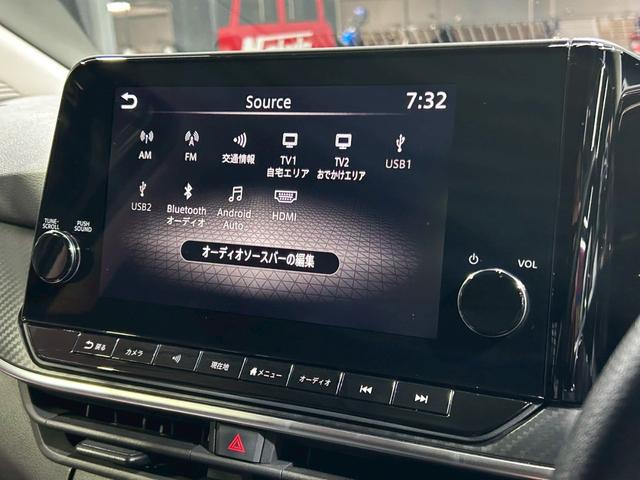 Source
7:32
AM
FM
交通情報
TV1
自宅エリア
TV2
おでかけエリア
USB1
USB2
Bluetooth
オーディオ
Android
Auto
HDMI
オーディオソースバーの編集
TUNE-
SCROLL
PUSH
SOUND
VOL
戻る
カメラ
現在地
メニュー
オーディオ